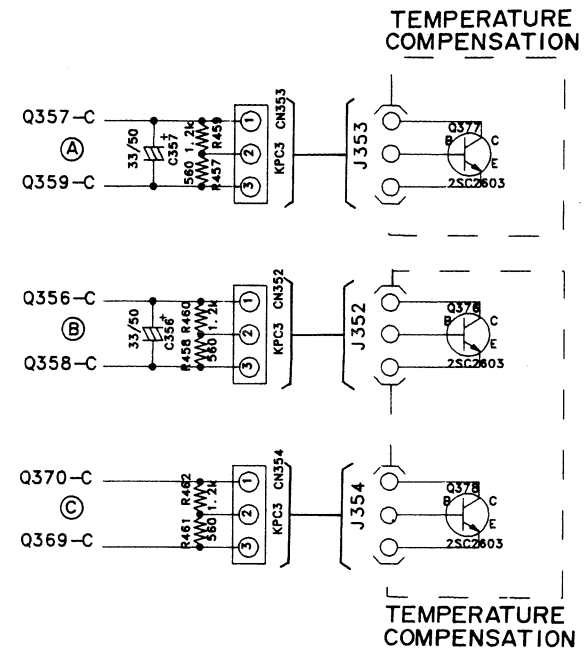 TEMPERATURE
COMPENSATION
Q357-C
A
Q359-C
33/50
+
C357
1.2k
R459
560
R457
1
2
3
CN353
KPC3
J353
Q377
B
C
E
2SC2603
Q356-C
B
Q358-C
33/50
+
C356
R460
1.2k
R458
560
1
2
3
CN352
KPC3
J352
Q376
B
C
E
2SC2603
Q370-C
C
Q369-C
R462
1.2k
R461
560
1
2
3
CN354
KPC3
J354
Q378
B
C
E
2SC2603
TEMPERATURE
COMPENSATION